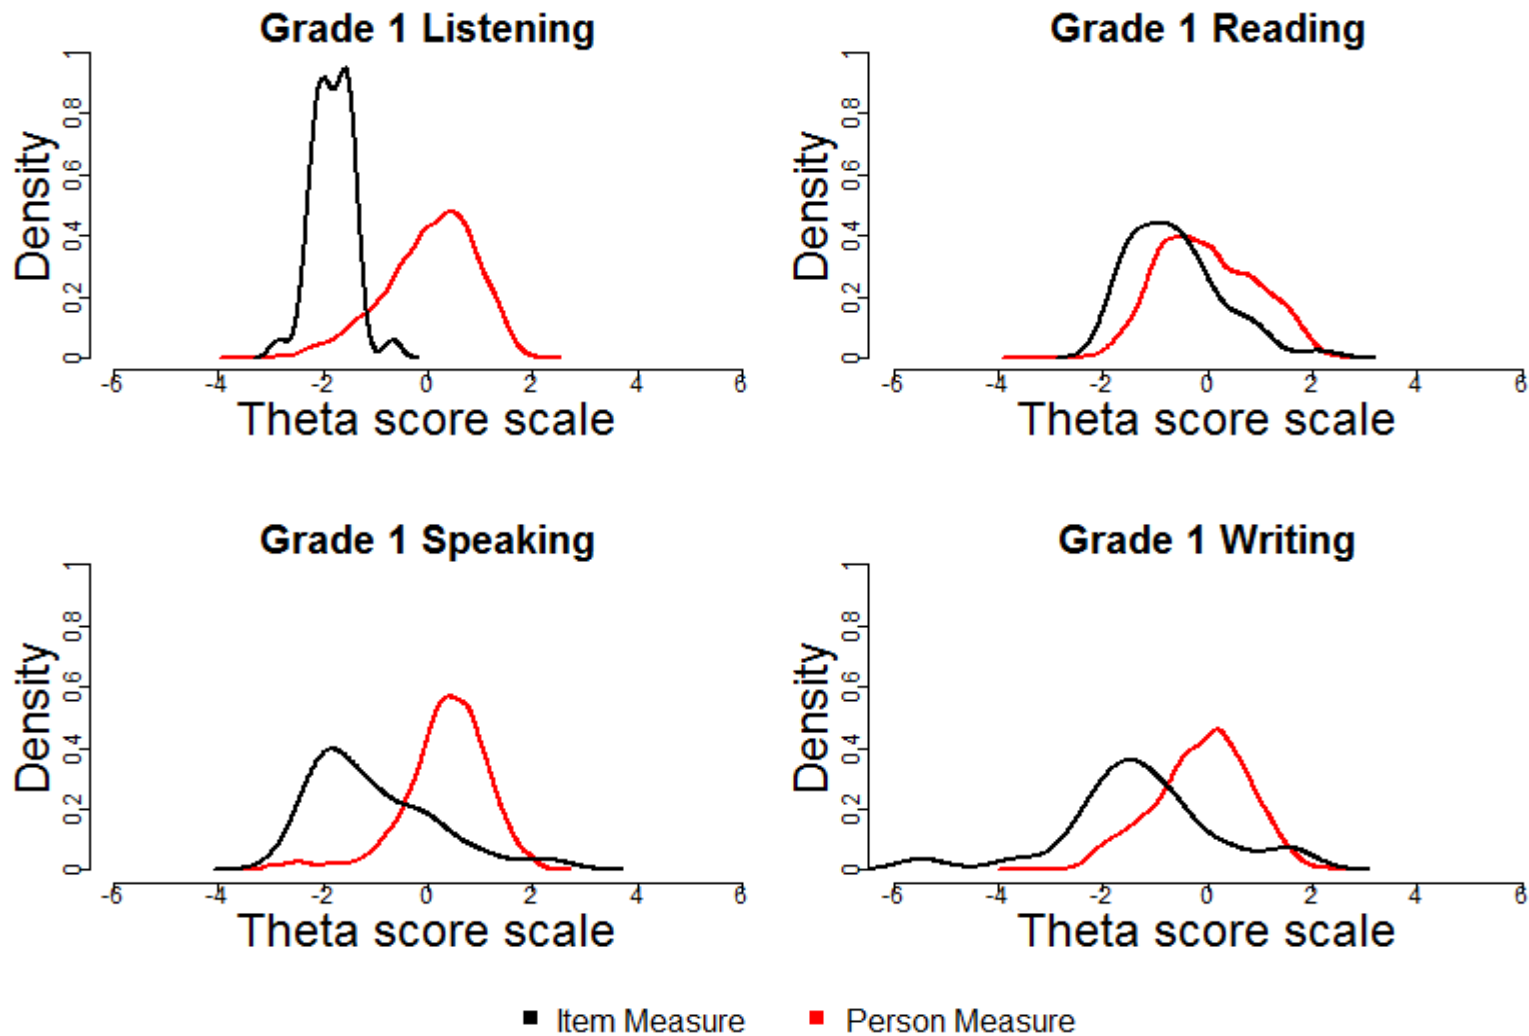 Grade 1 Listening
Density
0 0.2 0.4 0.6 0.8 1
-6 -4 -2 0 2 4 6
Theta score scale
Grade 1 Reading
Density
0 0.2 0.4 0.6 0.8 1
-6 -4 -2 0 2 4 6
Theta score scale
Grade 1 Speaking
Density
0 0.2 0.4 0.6 0.8 1
-6 -4 -2 0 2 4 6
Theta score scale
Grade 1 Writing
Density
0 0.2 0.4 0.6 0.8 1
-6 -4 -2 0 2 4 6
Theta score scale
Item Measure
Person Measure